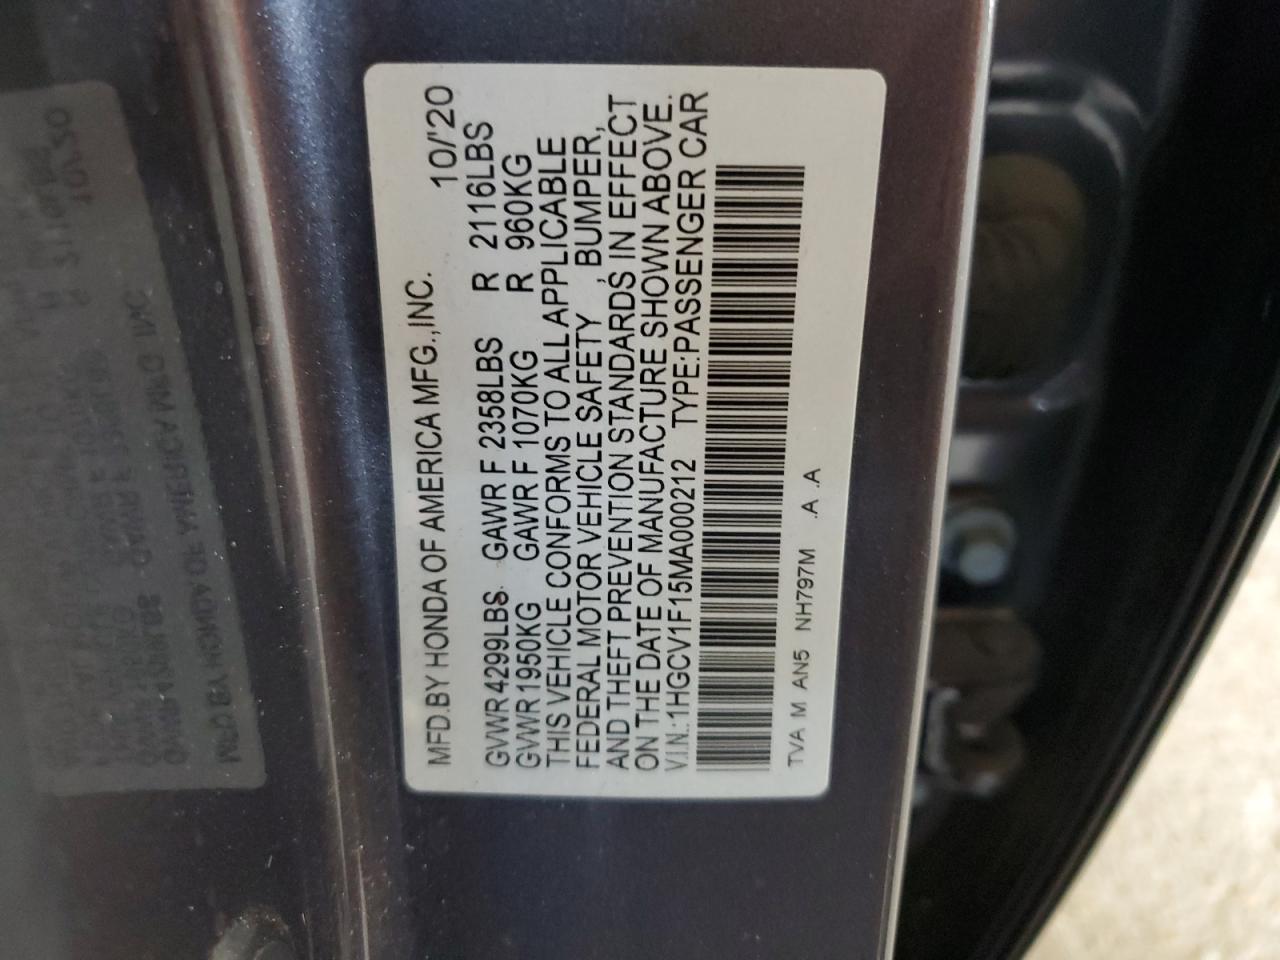 MFD.BY HONDA OF AMERICA MFG.,INC. 10/'20
GVWR 4299LBS GAWR F 2358LBS R 2116LBS
GVWR 1950KG GAWR F 1070KG R 960KG
THIS VEHICLE CONFORMS TO ALL APPLICABLE
FEDERAL MOTOR VEHICLE SAFETY , BUMPER,
AND THEFT PREVENTION STANDARDS IN EFFECT
ON THE DATE OF MANUFACTURE SHOWN ABOVE.
V.I.N.:1HGCV1F15MA000212 TYPE:PASSENGER CAR
TVA M AN5 NH797M .A .A